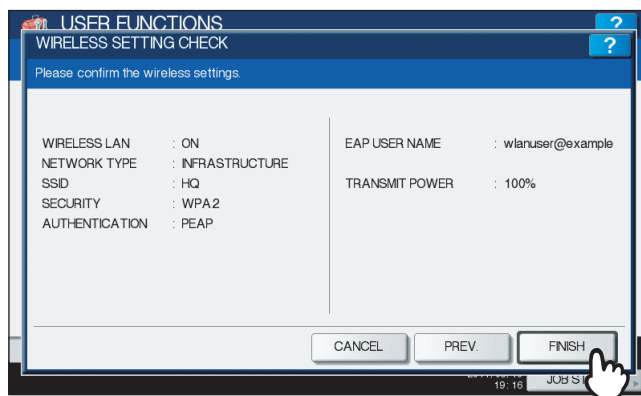 USER FUNCTIONS
?
WIRELESS SETTING CHECK
?
Please confirm the wireless settings.
WIRELESS LAN : ON
NETWORK TYPE : INFRASTRUCTURE
SSID : HQ
SECURITY : WPA2
AUTHENTICATION : PEAP
EAP USER NAME : wlanuser@example
TRANSMIT POWER : 100%
CANCEL
PREV.
FINISH
19:16
JOB